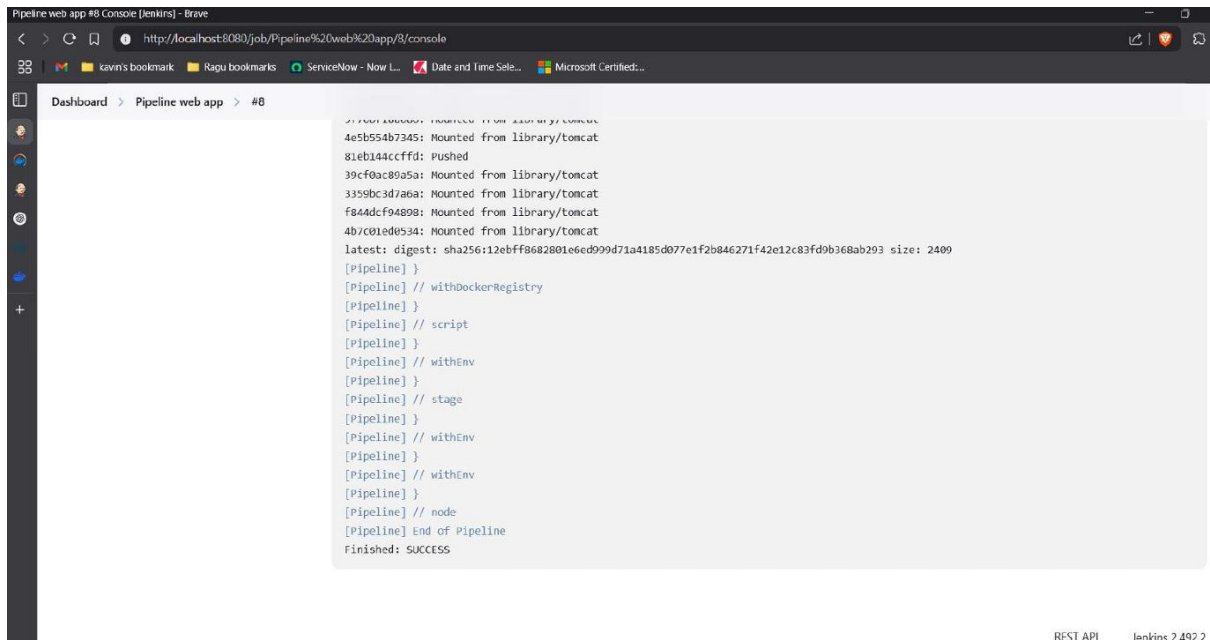 Pipeline web app #8 Console [Jenkins] - Brave
http://localhost:8080/job/Pipeline%20web%20app/8/console
kavin's bookmark Ragu bookmarks ServiceNow - Now L... Date and Time Sele... Microsoft Certified:...
Dashboard > Pipeline web app > #8
Mounted from library/tomcat
4e5b554b7345: Mounted from library/tomcat
81eb144ccffd: Pushed
39cf0ac89a5a: Mounted from library/tomcat
3359bc3d7a6a: Mounted from library/tomcat
f844dcf94898: Mounted from library/tomcat
4b7c01ed0534: Mounted from library/tomcat
latest: digest: sha256:12ebff8682801e6ed999d71a4185d077e1f2b846271f42e12c83fd9b368ab293 size: 2409
[Pipeline] }
[Pipeline] // withDockerRegistry
[Pipeline] }
[Pipeline] // script
[Pipeline] }
[Pipeline] // withEnv
[Pipeline] }
[Pipeline] // stage
[Pipeline] }
[Pipeline] // withEnv
[Pipeline] }
[Pipeline] // withEnv
[Pipeline] }
[Pipeline] // node
[Pipeline] End of Pipeline
Finished: SUCCESS
REST API Jenkins 2.492.2